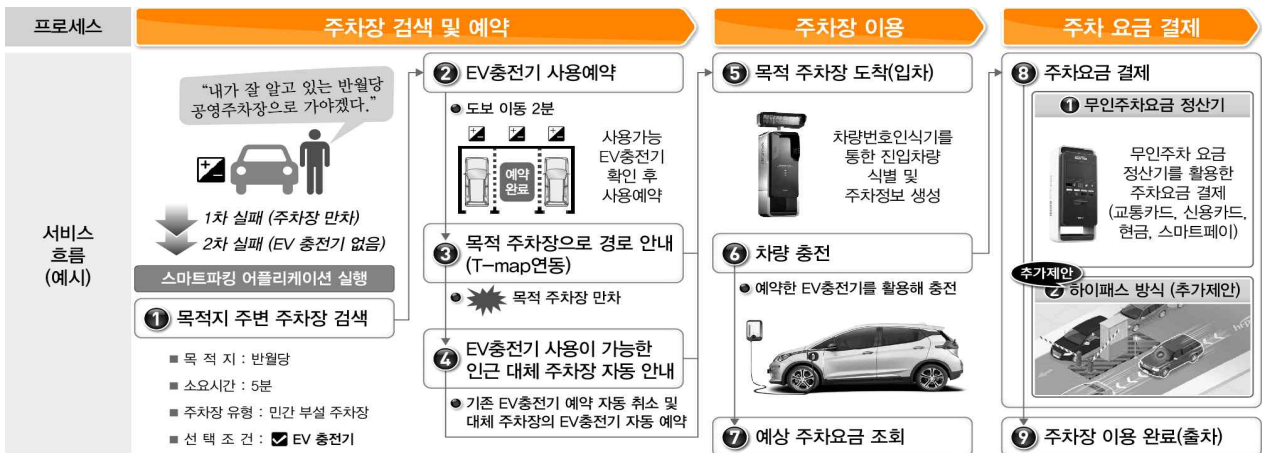 프로세스
주차장 검색 및 예약
주차장 이용
주차 요금 결제
서비스
흐름
(예시)
“내가 잘 알고 있는 반월당
공영주차장으로 가야겠다.”
1차 실패 (주차장 만차)
2차 실패 (EV 충전기 없음)
스마트파킹 어플리케이션 실행
1 목적지 주변 주차장 검색
■ 목 적 지 : 반월당
■ 소요시간 : 5분
■ 주차장 유형 : 민간 부설 주차장
■ 선 택 조 건 : ✔ EV 충전기
2 EV충전기 사용예약
● 도보 이동 2분
예약
완료
사용가능
EV충전기
확인 후
사용예약
3 목적 주차장으로 경로 안내
(T-map연동)
● 목적 주차장 만차
4 EV충전기 사용이 가능한
인근 대체 주차장 자동 안내
● 기존 EV충전기 예약 자동 취소 및
대체 주차장의 EV충전기 자동 예약
5 목적 주차장 도착(입차)
차량번호인식기를
통한 진입차량
식별 및
주차정보 생성
6 차량 충전
● 예약한 EV충전기를 활용해 충전
7 예상 주차요금 조회
8 주차요금 결제
1 무인주차요금 정산기
무인주차 요금
정산기를 활용한
주차요금 결제
(교통카드, 신용카드,
현금, 스마트페이)
추가제안
2 하이패스 방식 (추가제안)
9 주차장 이용 완료(출차)